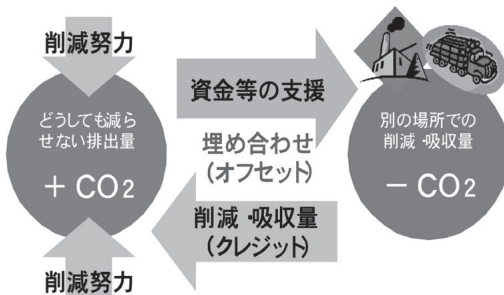 削減努力
どうしても減ら
せない排出量
+ CO2
削減努力
資金等の支援
埋め合わせ
(オフセット)
削減・吸収量
(クレジット)
別の場所での
削減・吸収量
− CO2